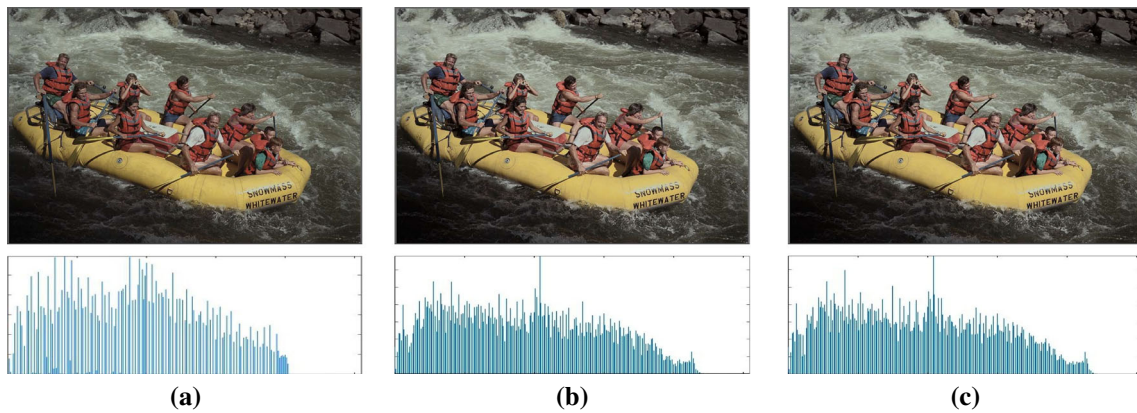 SNOWMASS
WHITEWATER
SNOWMASS
WHITEWATER
SNOWMASS
WHITEWATER
(a)
(b)
(c)